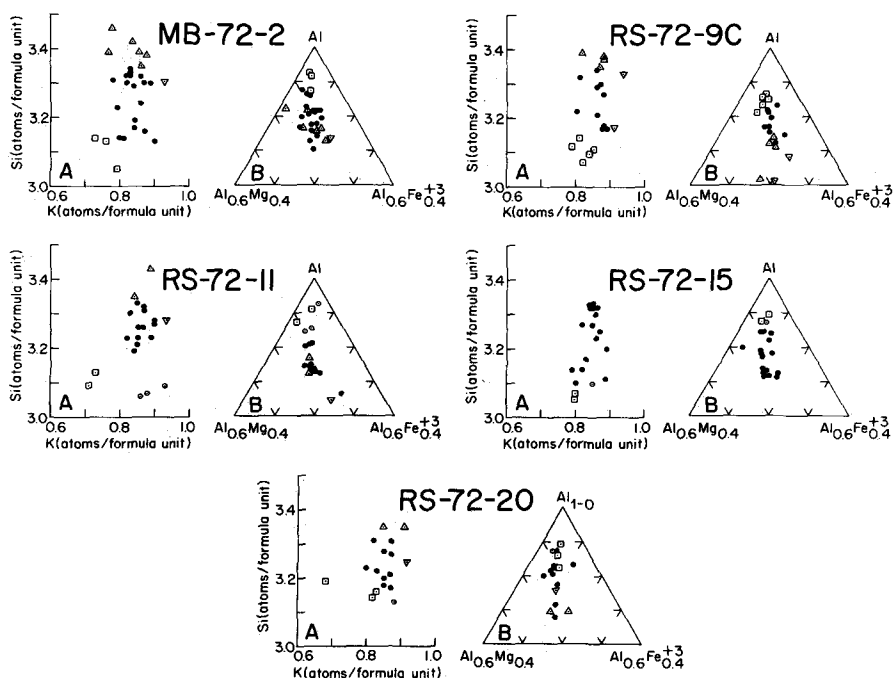 MB-72-2
Si(atoms/formula unit)
3.4
3.2
3.0
A
0.6 0.8 1.0
K(atoms/formula unit)
Al
B
Al0.6Mg0.4
Al0.6Fe+30.4
RS-72-9C
Si(atoms/formula unit)
3.4
3.2
3.0
A
0.6 0.8 1.0
K(atoms/formula unit)
Al
B
Al0.6Mg0.4
Al0.6Fe+30.4
RS-72-11
Si(atoms/formula unit)
3.4
3.2
3.0
A
0.6 0.8 1.0
K(atoms/formula unit)
Al
B
Al0.6Mg0.4
Al0.6Fe+30.4
RS-72-15
Si(atoms/formula unit)
3.4
3.2
3.0
A
0.6 0.8 1.0
K(atoms/formula unit)
Al
B
Al0.6Mg0.4
Al0.6Fe+30.4
RS-72-20
Si(atoms/formula unit)
3.4
3.2
3.0
A
0.6 0.8 1.0
K(atoms/formula unit)
Al1-0
B
Al0.6Mg0.4
Al0.6Fe+30.4